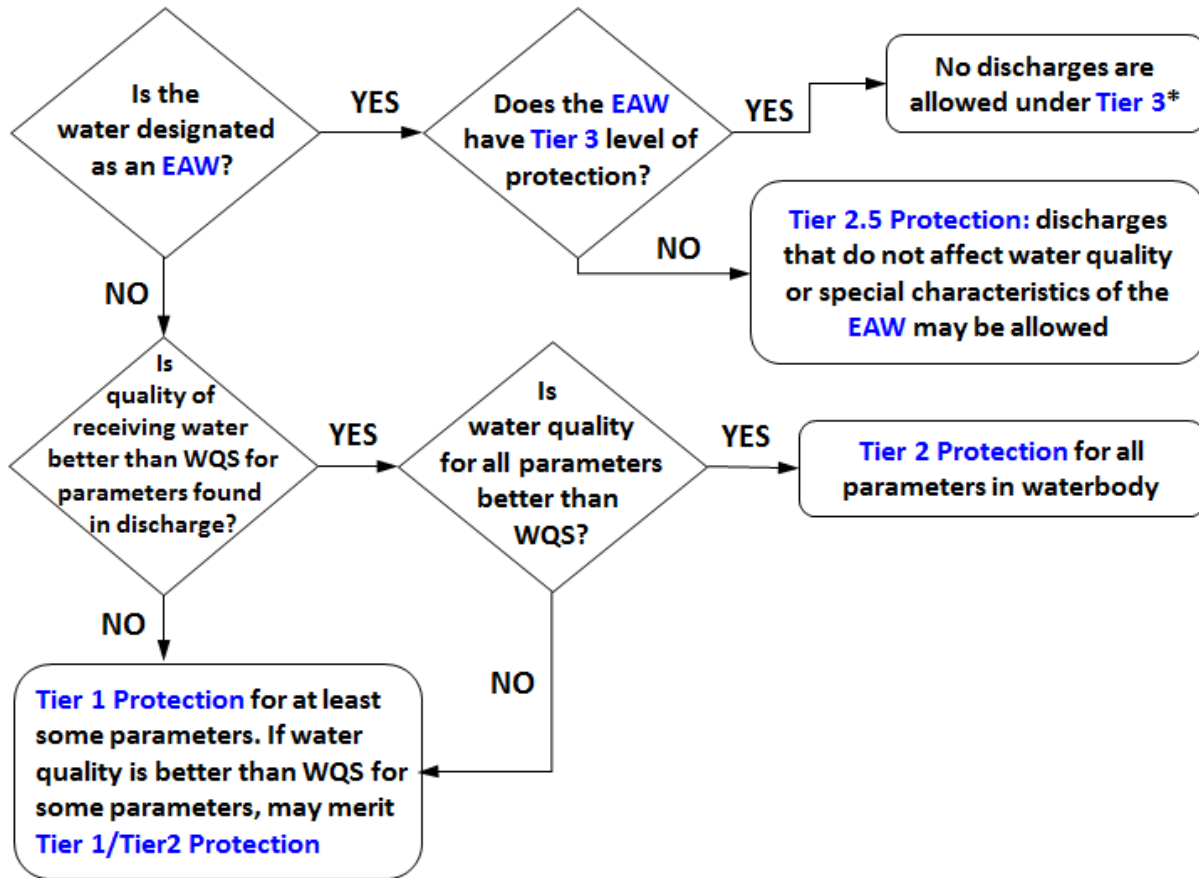 Is the
water designated
as an EAW?
YES
Does the EAW
have Tier 3 level of
protection?
YES
No discharges are
allowed under Tier 3*
NO
Tier 2.5 Protection: discharges
that do not affect water quality
or special characteristics of the
EAW may be allowed
NO
Is
quality of
receiving water
better than WQS for
parameters found
in discharge?
YES
Is
water quality
for all parameters
better than
WQS?
YES
Tier 2 Protection for all
parameters in waterbody
NO
NO
Tier 1 Protection for at least
some parameters. If water
quality is better than WQS for
some parameters, may merit
Tier 1/Tier2 Protection